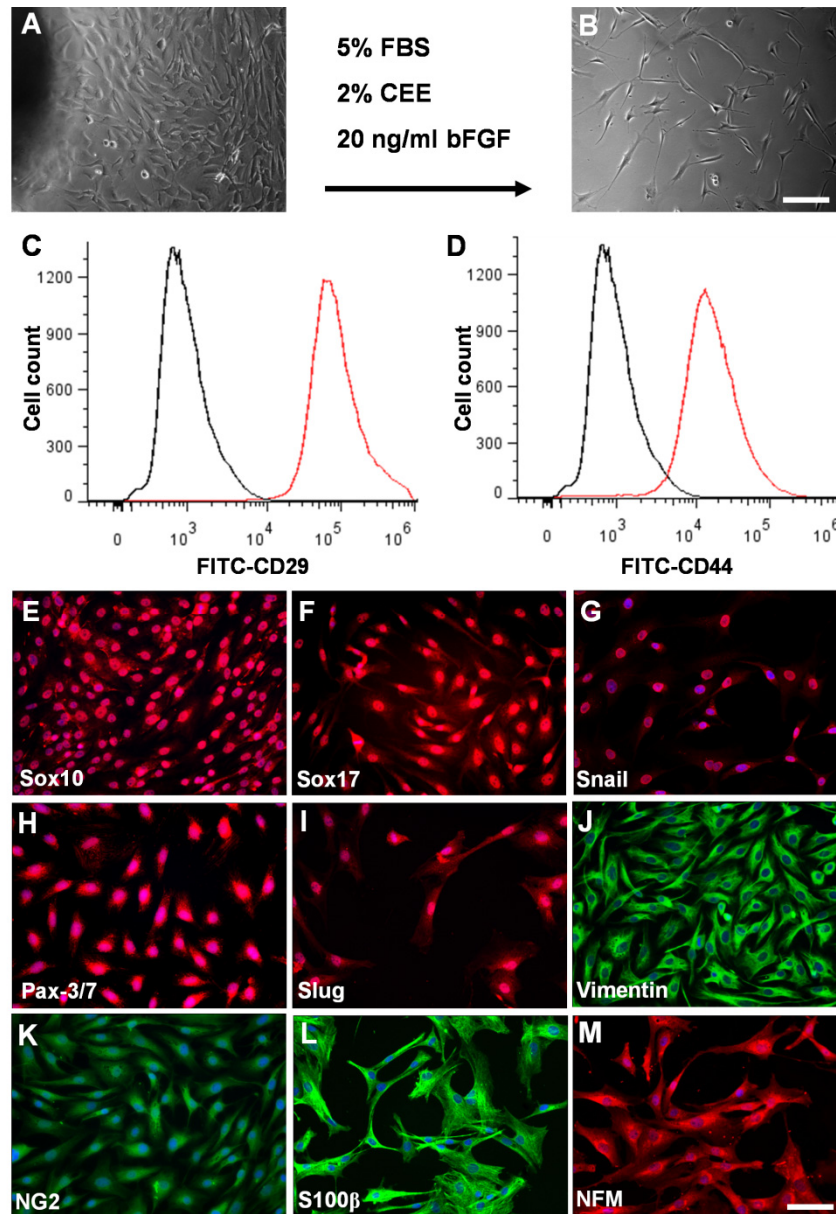 A
5% FBS
2% CEE
20 ng/ml bFGF
B
C
1200
900
600
300
0
Cell count
0 10³ 10⁴ 10⁵ 10⁶
FITC-CD29
D
1200
900
600
300
0
Cell count
0 10³ 10⁴ 10⁵ 10⁶
FITC-CD44
E
Sox10
F
Sox17
G
Snail
H
Pax-3/7
I
Slug
J
Vimentin
K
NG2
L
S100β
M
NFM